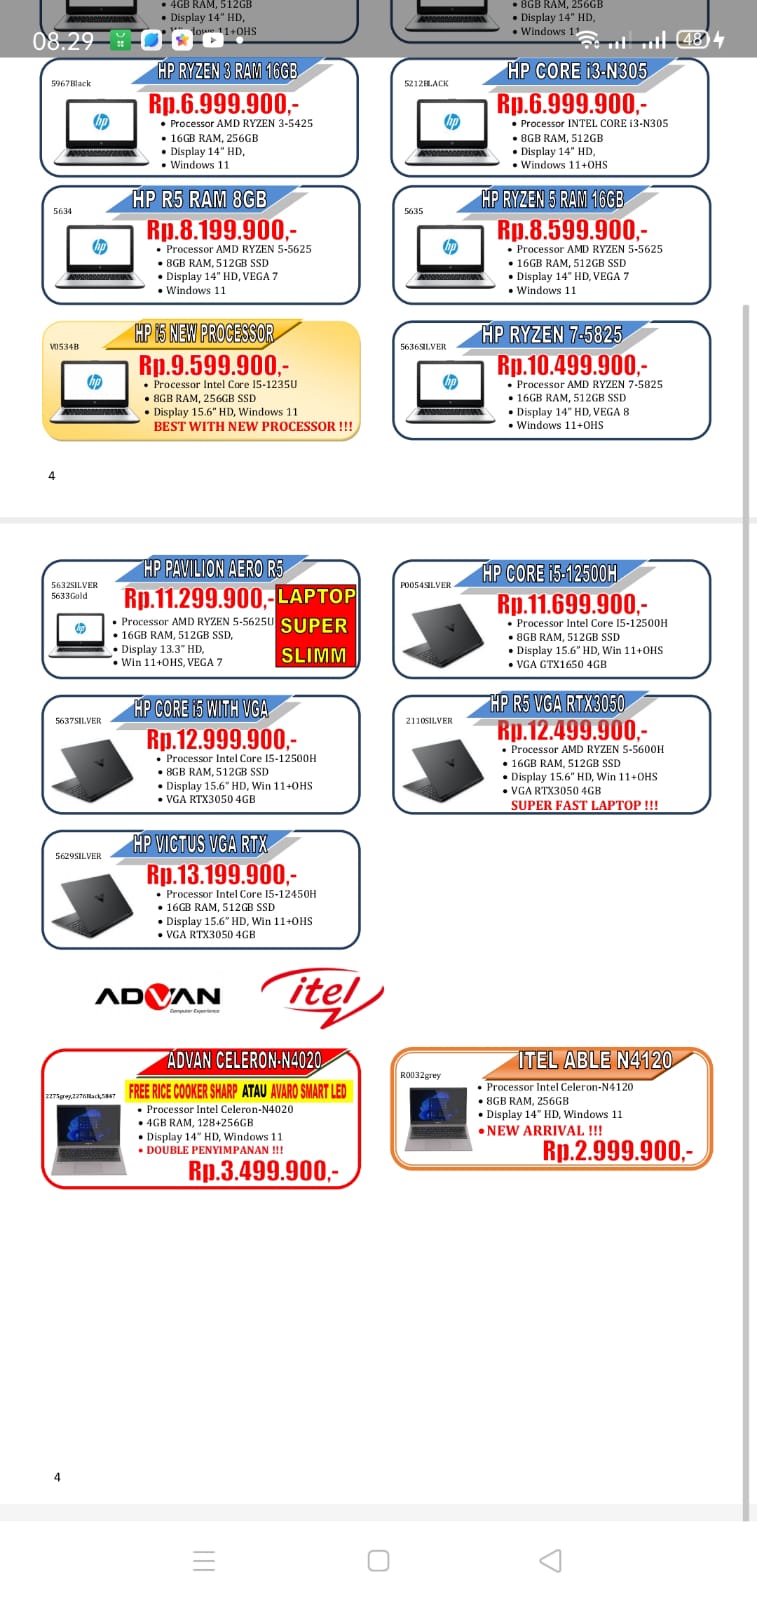 4GB RAM, 512GB
Display 14" HD,
11+OHS
8GB RAM, 256GB
Display 14" HD,
Windows 11
08.29
48
HP RYZEN 3 RAM 16GB
5967Black
hp
Rp.6.999.900,-
• Processor AMD RYZEN 3-5425
• 16GB RAM, 256GB
• Display 14" HD,
• Windows 11
HP CORE i3-N305
5212BLACK
hp
Rp.6.999.900,-
• Processor INTEL CORE i3-N305
• 8GB RAM, 512GB
• Display 14" HD,
• Windows 11+OHS
HP R5 RAM 8GB
5634
hp
Rp.8.199.900,-
• Processor AMD RYZEN 5-5625
• 8GB RAM, 512GB SSD
• Display 14" HD, VEGA 7
• Windows 11
HP RYZEN 5 RAM 16GB
5635
hp
Rp.8.599.900,-
• Processor AMD RYZEN 5-5625
• 16GB RAM, 512GB SSD
• Display 14" HD, VEGA 7
• Windows 11
HP i5 NEW PROCESSOR
V0534B
hp
Rp.9.599.900,-
• Processor Intel Core I5-1235U
• 8GB RAM, 256GB SSD
• Display 15.6" HD, Windows 11
BEST WITH NEW PROCESSOR !!!
HP RYZEN 7-5825
5636SILVER
hp
Rp.10.499.900,-
• Processor AMD RYZEN 7-5825
• 16GB RAM, 512GB SSD
• Display 14" HD, VEGA 8
• Windows 11+OHS
4
HP PAVILION AERO R5
5632SILVER
5633Gold
hp
Rp.11.299.900,-
• Processor AMD RYZEN 5-5625U
• 16GB RAM, 512GB SSD,
• Display 13.3" HD,
• Win 11+OHS, VEGA 7
LAPTOP
SUPER
SLIMM
HP CORE i5-12500H
P0054SILVER
Rp.11.699.900,-
• Processor Intel Core I5-12500H
• 8GB RAM, 512GB SSD
• Display 15.6" HD, Win 11+OHS
• VGA GTX1650 4GB
HP CORE i5 WITH VGA
5637SILVER
Rp.12.999.900,-
• Processor Intel Core I5-12500H
• 8GB RAM, 512GB SSD
• Display 15.6" HD, Win 11+OHS
• VGA RTX3050 4GB
HP R5 VGA RTX3050
2110SILVER
Rp.12.499.900,-
• Processor AMD RYZEN 5-5600H
• 16GB RAM, 512GB SSD
• Display 15.6" HD, Win 11+OHS
• VGA RTX3050 4GB
SUPER FAST LAPTOP !!!
HP VICTUS VGA RTX
5629SILVER
Rp.13.199.900,-
• Processor Intel Core I5-12450H
• 16GB RAM, 512GB SSD
• Display 15.6" HD, Win 11+OHS
• VGA RTX3050 4GB
ADVAN
Computer Experience
itel
ADVAN CELERON-N4020
FREE RICE COOKER SHARP ATAU AVARO SMART LED
2275grey,2276Black,5847
• Processor Intel Celeron-N4020
• 4GB RAM, 128+256GB
• Display 14" HD, Windows 11
• DOUBLE PENYIMPANAN !!!
Rp.3.499.900,-
ITEL ABLE N4120
R0032grey
• Processor Intel Celeron-N4120
• 8GB RAM, 256GB
• Display 14" HD, Windows 11
• NEW ARRIVAL !!!
Rp.2.999.900,-
4